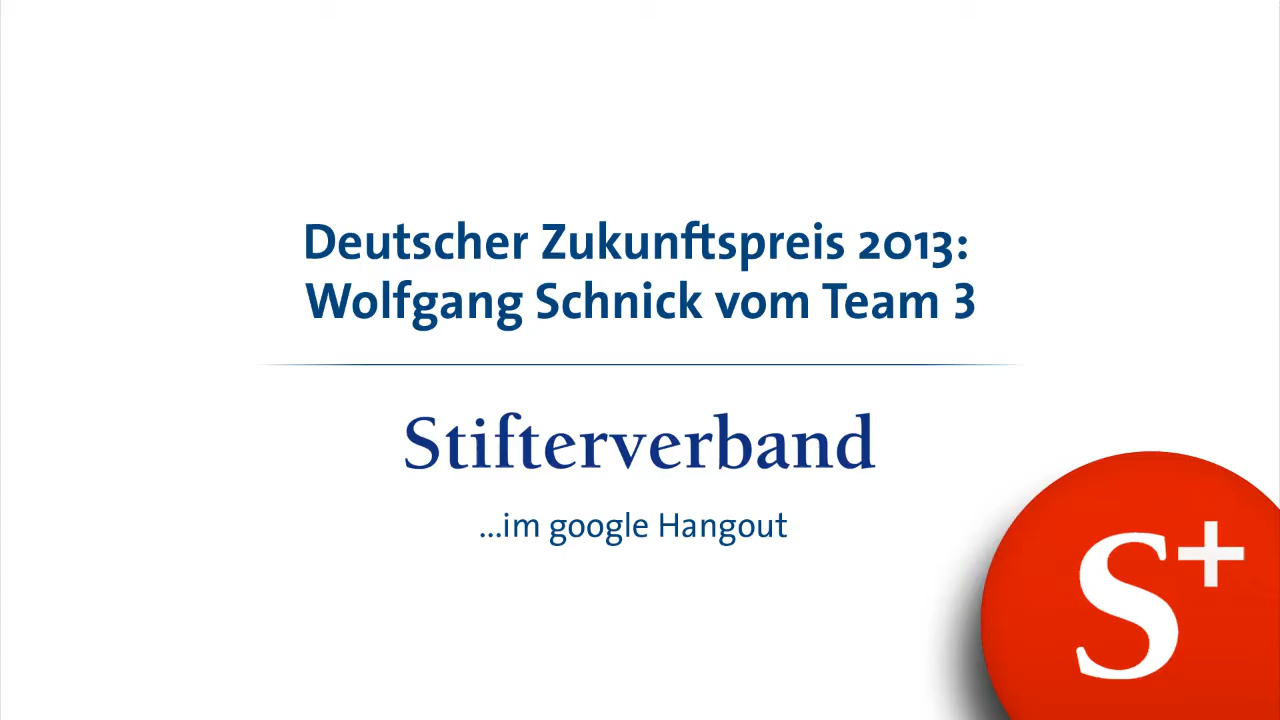 Deutscher Zukunftspreis 2013:
Wolfgang Schnick vom Team 3
Stifterverband
...im google Hangout
S+